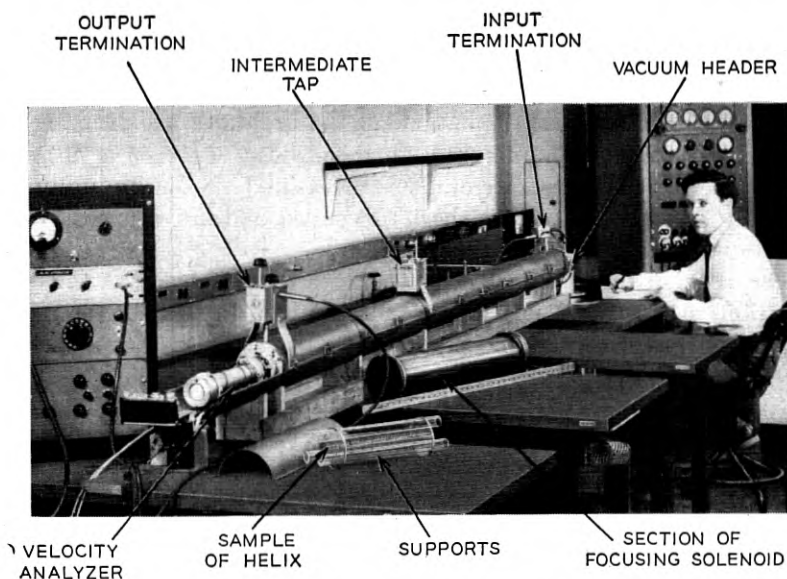 OUTPUT
TERMINATION
INTERMEDIATE
TAP
INPUT
TERMINATION
VACUUM HEADER
VELOCITY
ANALYZER
SAMPLE
OF HELIX
SUPPORTS
SECTION OF
FOCUSING SOLENOID